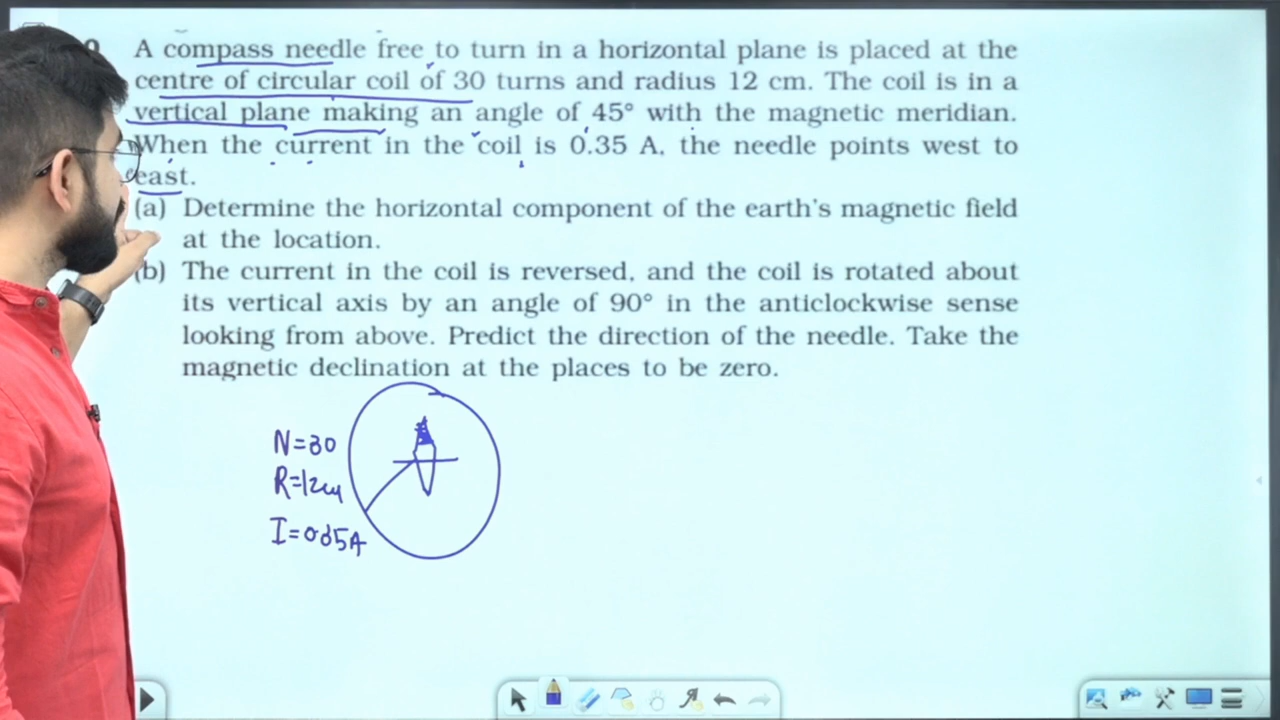 A compass needle free to turn in a horizontal plane is placed at the
centre of circular coil of 30 turns and radius 12 cm. The coil is in a
vertical plane making an angle of 45° with the magnetic meridian.
When the current in the coil is 0.35 A, the needle points west to
east.
(a) Determine the horizontal component of the earth's magnetic field
at the location.
(b) The current in the coil is reversed, and the coil is rotated about
its vertical axis by an angle of 90° in the anticlockwise sense
looking from above. Predict the direction of the needle. Take the
magnetic declination at the places to be zero.
N=30
R=12cm
I=0.35A